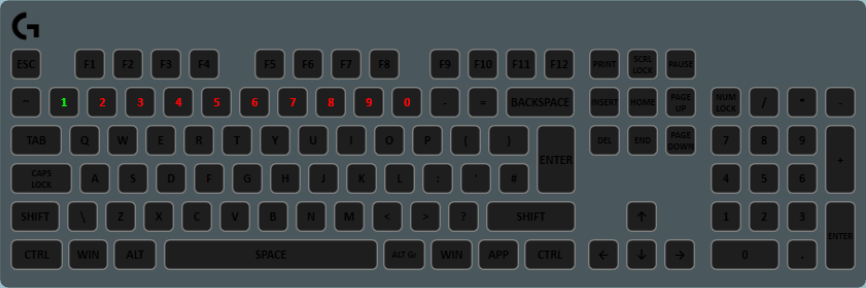 G
ESC F1 F2 F3 F4 F5 F6 F7 F8 F9 F10 F11 F12 PRINT SCRL LOCK PAUSE
~ 1 2 3 4 5 6 7 8 9 0 - = BACKSPACE INSERT HOME PAGE UP NUM LOCK / * -
TAB Q W E R T Y U I O P ( ) ENTER DEL END PAGE DOWN 7 8 9 +
CAPS LOCK A S D F G H J K L : ' # 4 5 6
SHIFT \ Z X C V B N M < > ? SHIFT ↑ 1 2 3 ENTER
CTRL WIN ALT SPACE ALT Gr WIN APP CTRL ← ↓ → 0 .